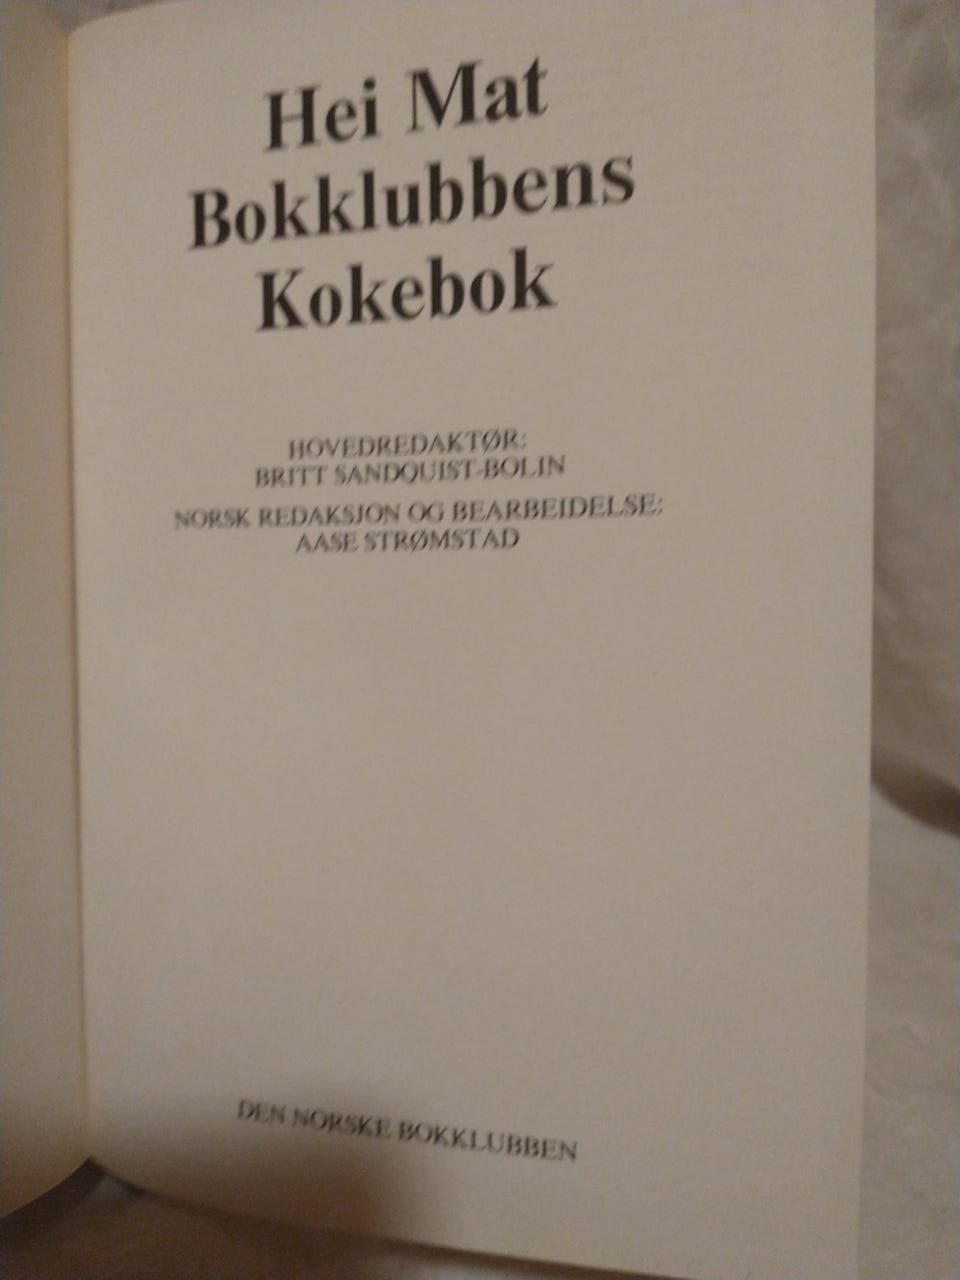 Hei Mat
Bokklubbens
Kokebok
HOVEDREDAKTØR:
BRITT SANDQUIST-BOLIN
NORSK REDAKSJON OG BEARBEIDELSE:
AASE STRØMSTAD
DEN NORSKE BOKKLUBBEN